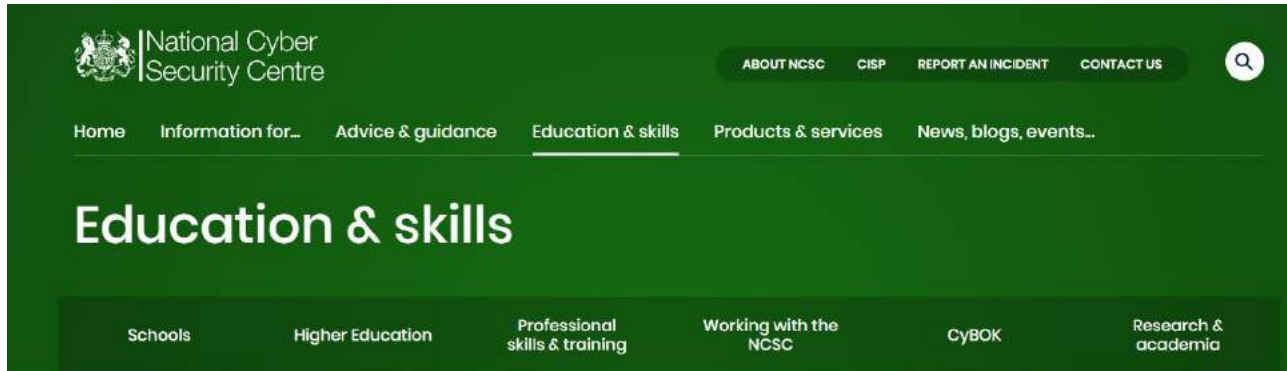 National Cyber
Security Centre
ABOUT NCSC CISP REPORT AN INCIDENT CONTACT US
Home Information for... Advice & guidance Education & skills Products & services News, blogs, events...
Education & skills
Schools Higher Education Professional skills & training Working with the NCSC CyBOK Research & academia